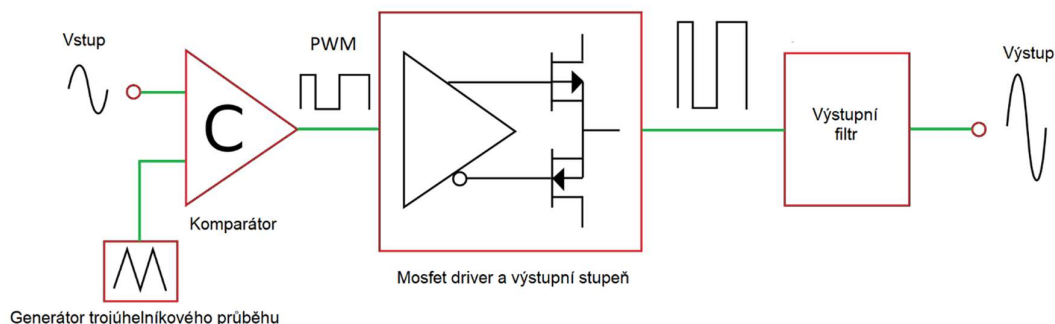 Vstup
PWM
C
Komparátor
Generátor trojúhelníkového průběhu
Mosfet driver a výstupní stupeň
Výstupní
filtr
Výstup